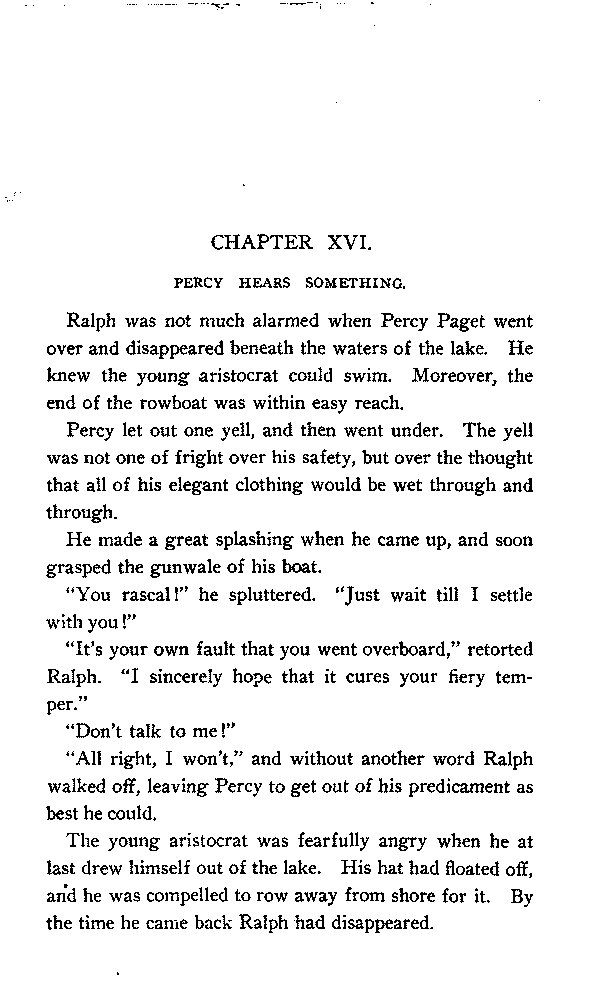 CHAPTER XVI.
PERCY HEARS SOMETHING.
Ralph was not much alarmed when Percy Paget went
over and disappeared beneath the waters of the lake. He
knew the young aristocrat could swim. Moreover, the
end of the rowboat was within easy reach.
Percy let out one yell, and then went under. The yell
was not one of fright over his safety, but over the thought
that all of his elegant clothing would be wet through and
through.
He made a great splashing when he came up, and soon
grasped the gunwale of his boat.
"You rascal!" he spluttered. "Just wait till I settle
with you!"
"It's your own fault that you went overboard," retorted
Ralph. "I sincerely hope that it cures your fiery tem-
per."
"Don't talk to me!"
"All right, I won't," and without another word Ralph
walked off, leaving Percy to get out of his predicament as
best he could.
The young aristocrat was fearfully angry when he at
last drew himself out of the lake. His hat had floated off,
and he was compelled to row away from shore for it. By
the time he came back Ralph had disappeared.